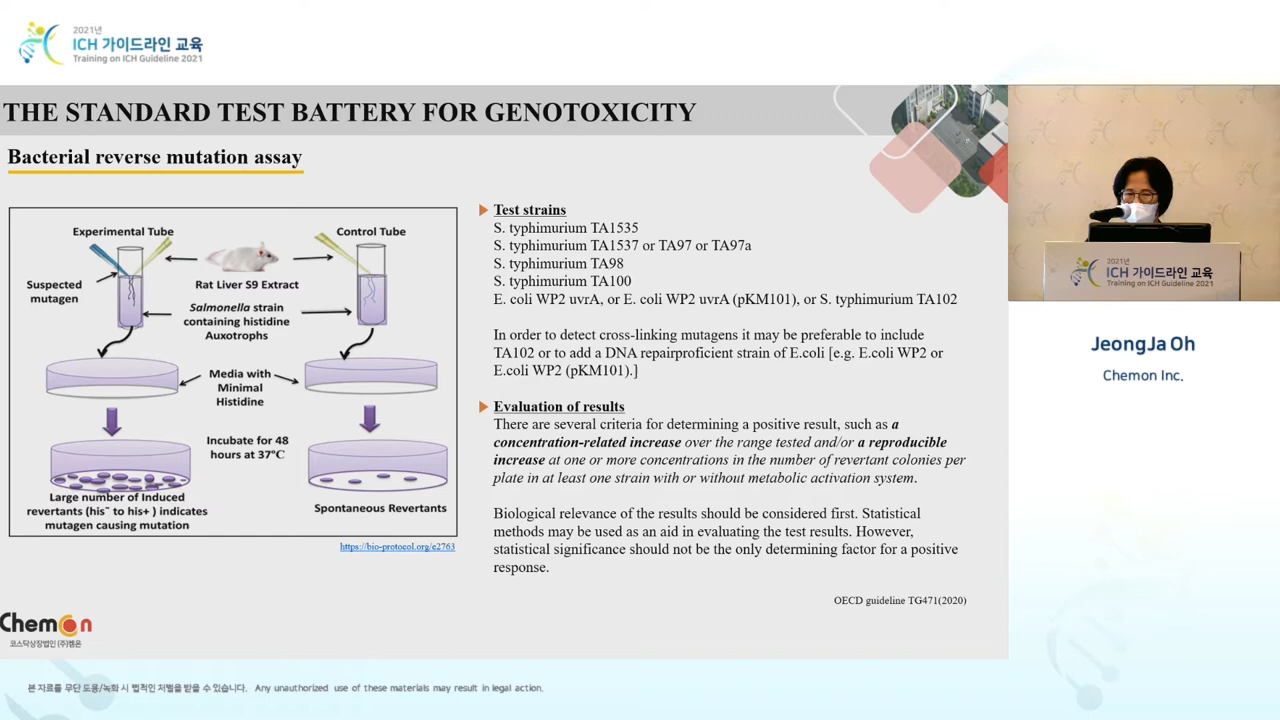 2021년
ICH 가이드라인 교육
Training on ICH Guideline 2021
THE STANDARD TEST BATTERY FOR GENOTOXICITY
Bacterial reverse mutation assay
Experimental Tube
Control Tube
Suspected
mutagen
Rat Liver S9 Extract
Salmonella strain
containing histidine
Auxotrophs
Media with
Minimal
Histidine
Incubate for 48
hours at 37°C
Large number of Induced
revertants (his⁻ to his+ ) indicates
mutagen causing mutation
Spontaneous Revertants
https://bio-protocol.org/e2763
Test strains
S. typhimurium TA1535
S. typhimurium TA1537 or TA97 or TA97a
S. typhimurium TA98
S. typhimurium TA100
E. coli WP2 uvrA, or E. coli WP2 uvrA (pKM101), or S. typhimurium TA102
In order to detect cross-linking mutagens it may be preferable to include
TA102 or to add a DNA repairproficient strain of E.coli [e.g. E.coli WP2 or
E.coli WP2 (pKM101).]
Evaluation of results
There are several criteria for determining a positive result, such as a
concentration-related increase over the range tested and/or a reproducible
increase at one or more concentrations in the number of revertant colonies per
plate in at least one strain with or without metabolic activation system.
Biological relevance of the results should be considered first. Statistical
methods may be used as an aid in evaluating the test results. However,
statistical significance should not be the only determining factor for a positive
response.
OECD guideline TG471(2020)
Chemon
코스닥상장법인 (주)켐온
2021년
ICH 가이드라인 교육
Training on ICH Guideline 2021
JeongJa Oh
Chemon Inc.
본 자료를 무단 도용/녹화 시 법적인 처벌을 받을 수 있습니다. Any unauthorized use of these materials may result in legal action.